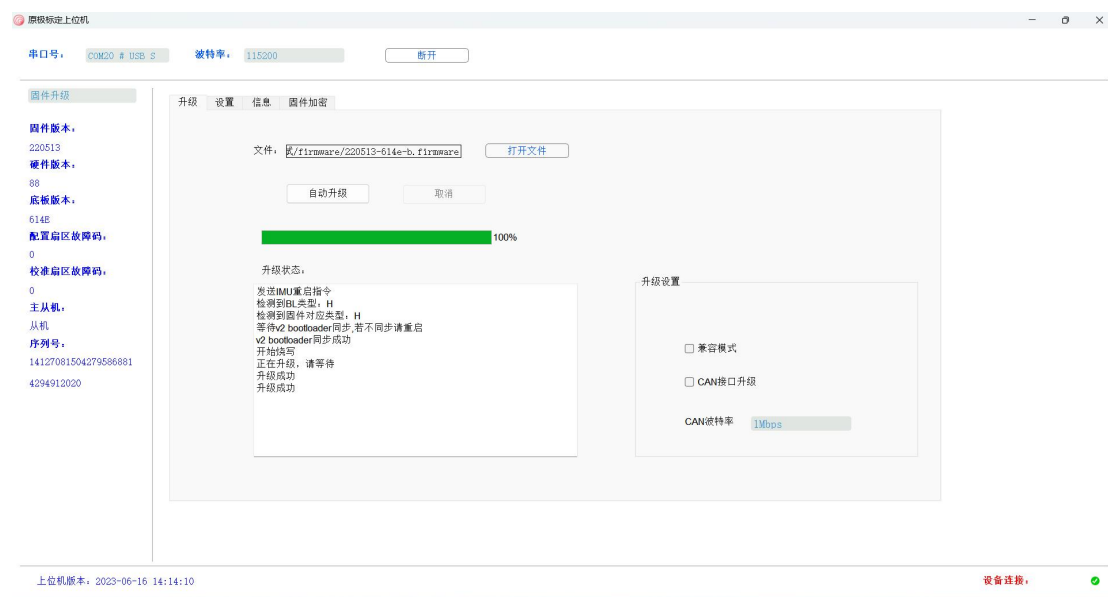 原极标定上位机
串口号： COM20 # USB S 波特率： 115200 断开
固件升级
固件版本：
220513
硬件版本：
88
底板版本：
614E
配置扇区故障码：
0
校准扇区故障码：
0
主从机：
从机
序列号：
14127081504279586881
4294912020
升级 设置 信息 固件加密
文件： 式/firmware/220513-614e-b.firmware 打开文件
自动升级 取消
100%
升级状态：
发送IMU重启指令
检测到BL类型：H
检测到固件对应类型：H
等待v2 bootloader同步,若不同步请重启
v2 bootloader同步成功
开始烧写
正在升级，请等待
升级成功
升级成功
升级设置
兼容模式
CAN接口升级
CAN波特率 1Mbps
上位机版本：2023-06-16 14:14:10
设备连接：